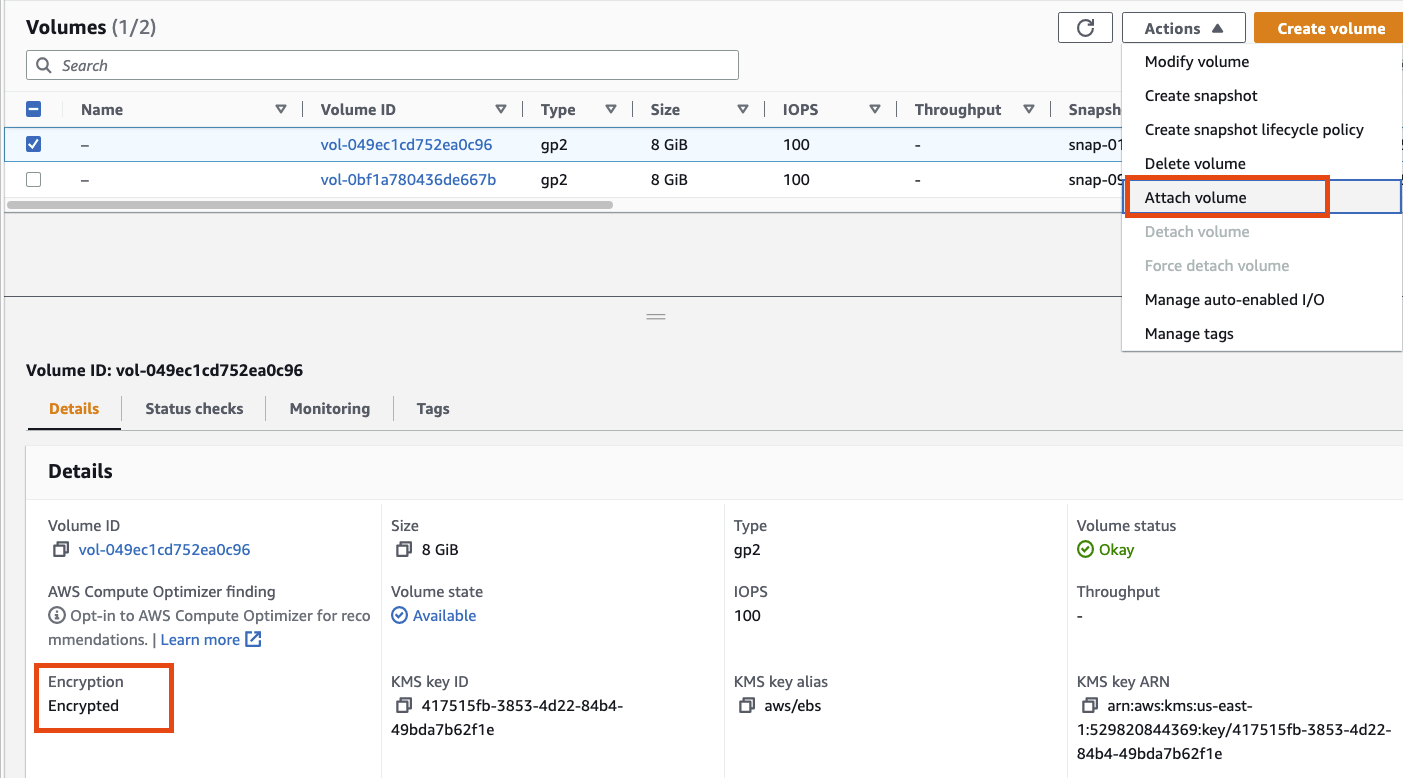 Volumes (1/2)
Actions
Create volume
Search
Modify volume
Create snapshot
Create snapshot lifecycle policy
Delete volume
Attach volume
Detach volume
Force detach volume
Manage auto-enabled I/O
Manage tags
Name Volume ID Type Size IOPS Throughput Snapsh
– vol-049ec1cd752ea0c96 gp2 8 GiB 100 - snap-01
– vol-0bf1a780436de667b gp2 8 GiB 100 - snap-09
Volume ID: vol-049ec1cd752ea0c96
Details Status checks Monitoring Tags
Details
Volume ID
vol-049ec1cd752ea0c96
Size
8 GiB
Type
gp2
Volume status
Okay
AWS Compute Optimizer finding
Opt-in to AWS Compute Optimizer for reco
mmendations. | Learn more
Volume state
Available
IOPS
100
Throughput
-
Encryption
Encrypted
KMS key ID
417515fb-3853-4d22-84b4-
49bda7b62f1e
KMS key alias
aws/ebs
KMS key ARN
arn:aws:kms:us-east-
1:529820844369:key/417515fb-3853-4d22-
84b4-49bda7b62f1e